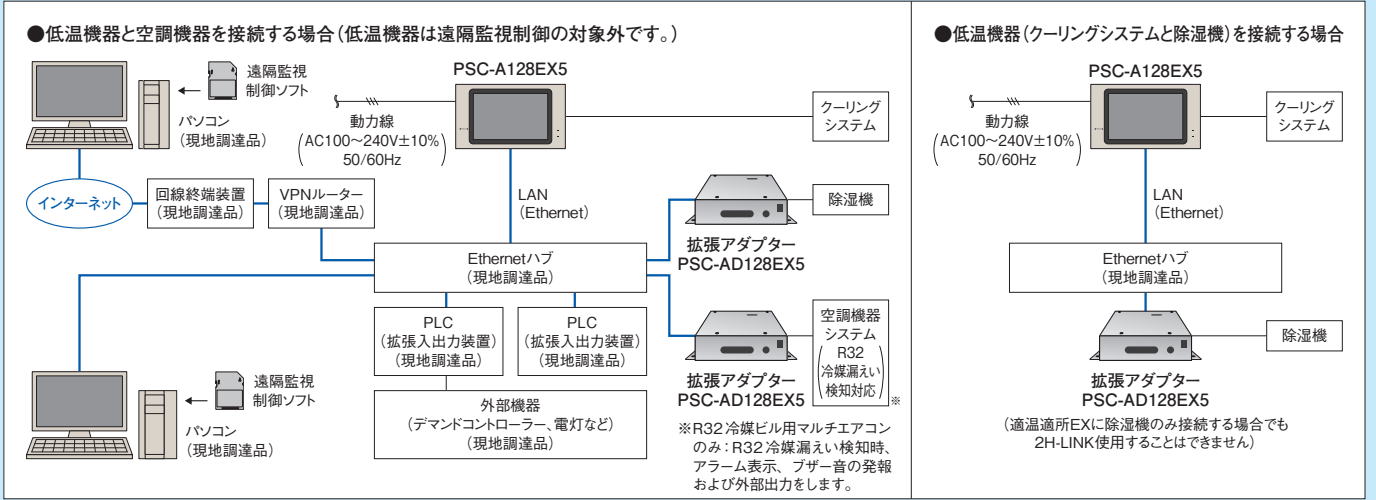 ●低温機器と空調機器を接続する場合(低温機器は遠隔監視制御の対象外です。)
遠隔監視
制御ソフト
パソコン
(現地調達品)
PSC-A128EX5
動力線
(AC100~240V±10%
50/60Hz)
クーリング
システム
インターネット
回線終端装置
(現地調達品)
VPNルーター
(現地調達品)
LAN
(Ethernet)
除湿機
拡張アダプター
PSC-AD128EX5
Ethernetハブ
(現地調達品)
PLC
(拡張入出力装置)
(現地調達品)
PLC
(拡張入出力装置)
(現地調達品)
空調機器
システム
(R32
冷媒漏えい
検知対応)
※
拡張アダプター
PSC-AD128EX5
遠隔監視
制御ソフト
パソコン
(現地調達品)
外部機器
(デマンドコントローラー、電灯など)
(現地調達品)
※R32冷媒ビル用マルチエアコン
のみ:R32冷媒漏えい検知時、
アラーム表示、ブザー音の発報
および外部出力をします。
●低温機器(クーリングシステムと除湿機)を接続する場合
PSC-A128EX5
動力線
(AC100~240V±10%
50/60Hz)
クーリング
システム
LAN
(Ethernet)
Ethernetハブ
(現地調達品)
除湿機
拡張アダプター
PSC-AD128EX5
(適温適所EXに除湿機のみ接続する場合でも
2H-LINK使用することはできません)